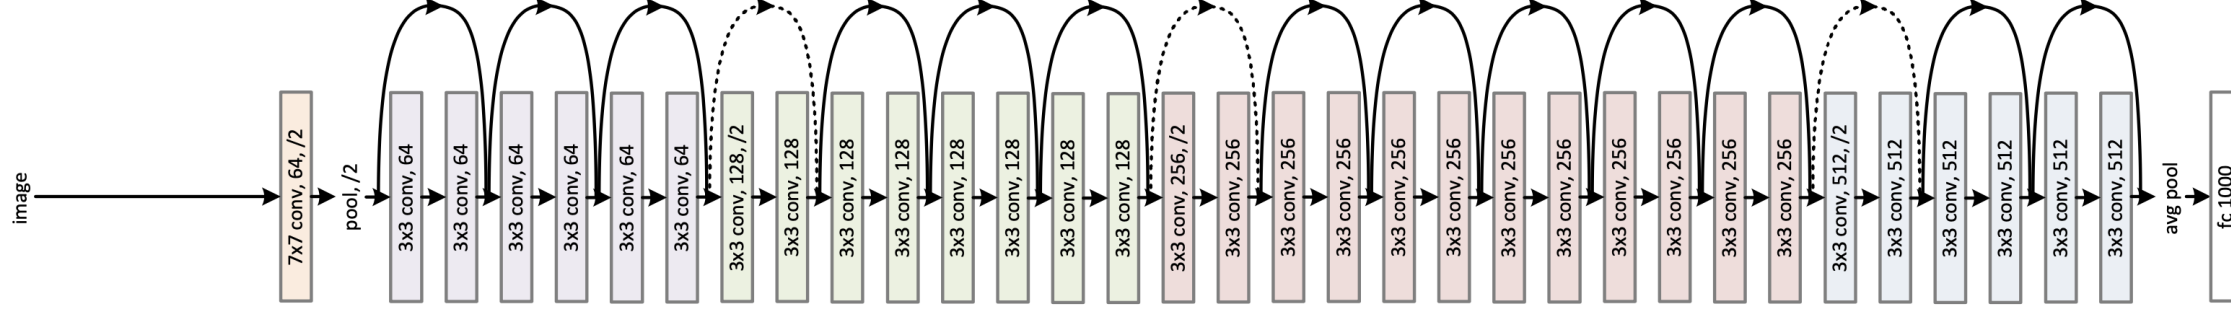 image
7x7 conv, 64, /2
pool, /2
3x3 conv, 64
3x3 conv, 64
3x3 conv, 64
3x3 conv, 64
3x3 conv, 64
3x3 conv, 64
3x3 conv, 128, /2
3x3 conv, 128
3x3 conv, 128
3x3 conv, 128
3x3 conv, 128
3x3 conv, 128
3x3 conv, 128
3x3 conv, 128
3x3 conv, 256, /2
3x3 conv, 256
3x3 conv, 256
3x3 conv, 256
3x3 conv, 256
3x3 conv, 256
3x3 conv, 256
3x3 conv, 256
3x3 conv, 256
3x3 conv, 256
3x3 conv, 256
3x3 conv, 256
3x3 conv, 512, /2
3x3 conv, 512
3x3 conv, 512
3x3 conv, 512
3x3 conv, 512
3x3 conv, 512
avg pool
fc 1000